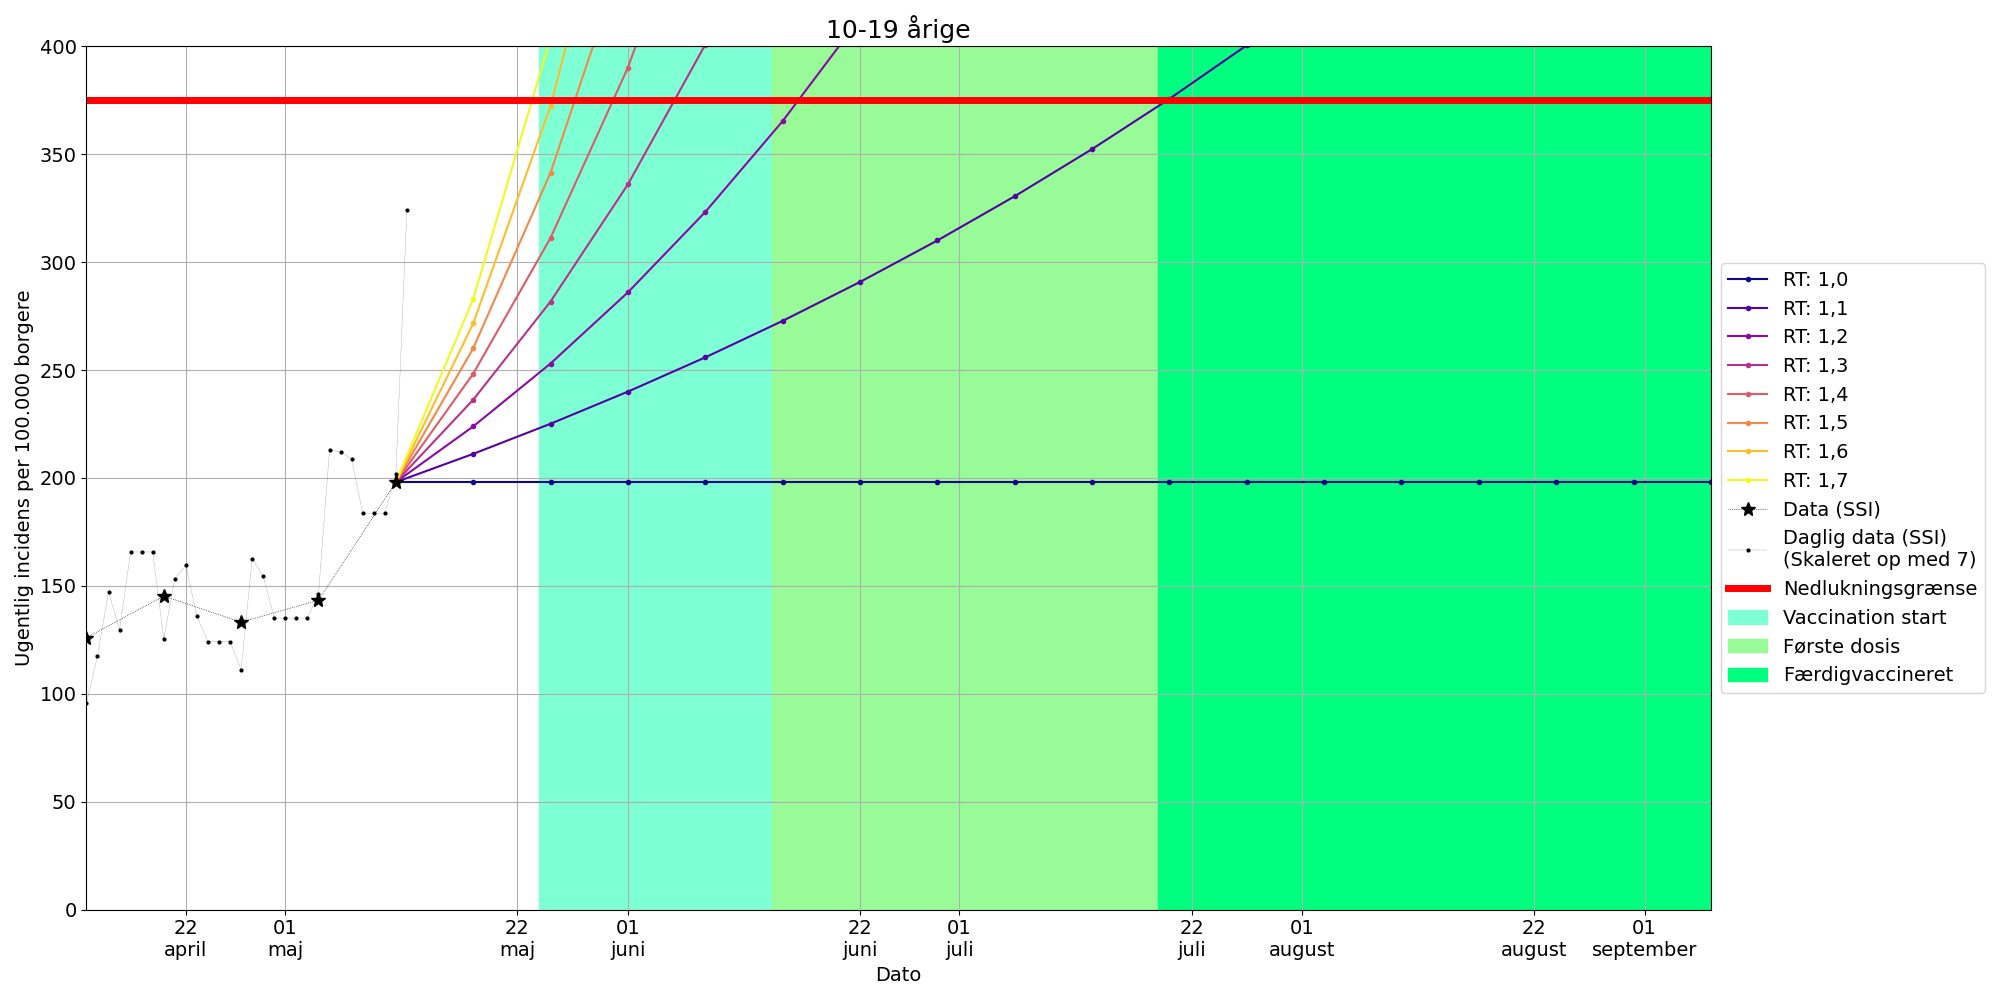 10-19 årige
Ugentlig incidens per 100.000 borgere
400
350
300
250
200
150
100
50
0
22 01 22 01 22 01 22 01 22 01
april maj maj juni juni juli juli august august september
Dato
RT: 1,0
RT: 1,1
RT: 1,2
RT: 1,3
RT: 1,4
RT: 1,5
RT: 1,6
RT: 1,7
Data (SSI)
Daglig data (SSI)
(Skaleret op med 7)
Nedlukningsgrænse
Vaccination start
Første dosis
Færdigvaccineret